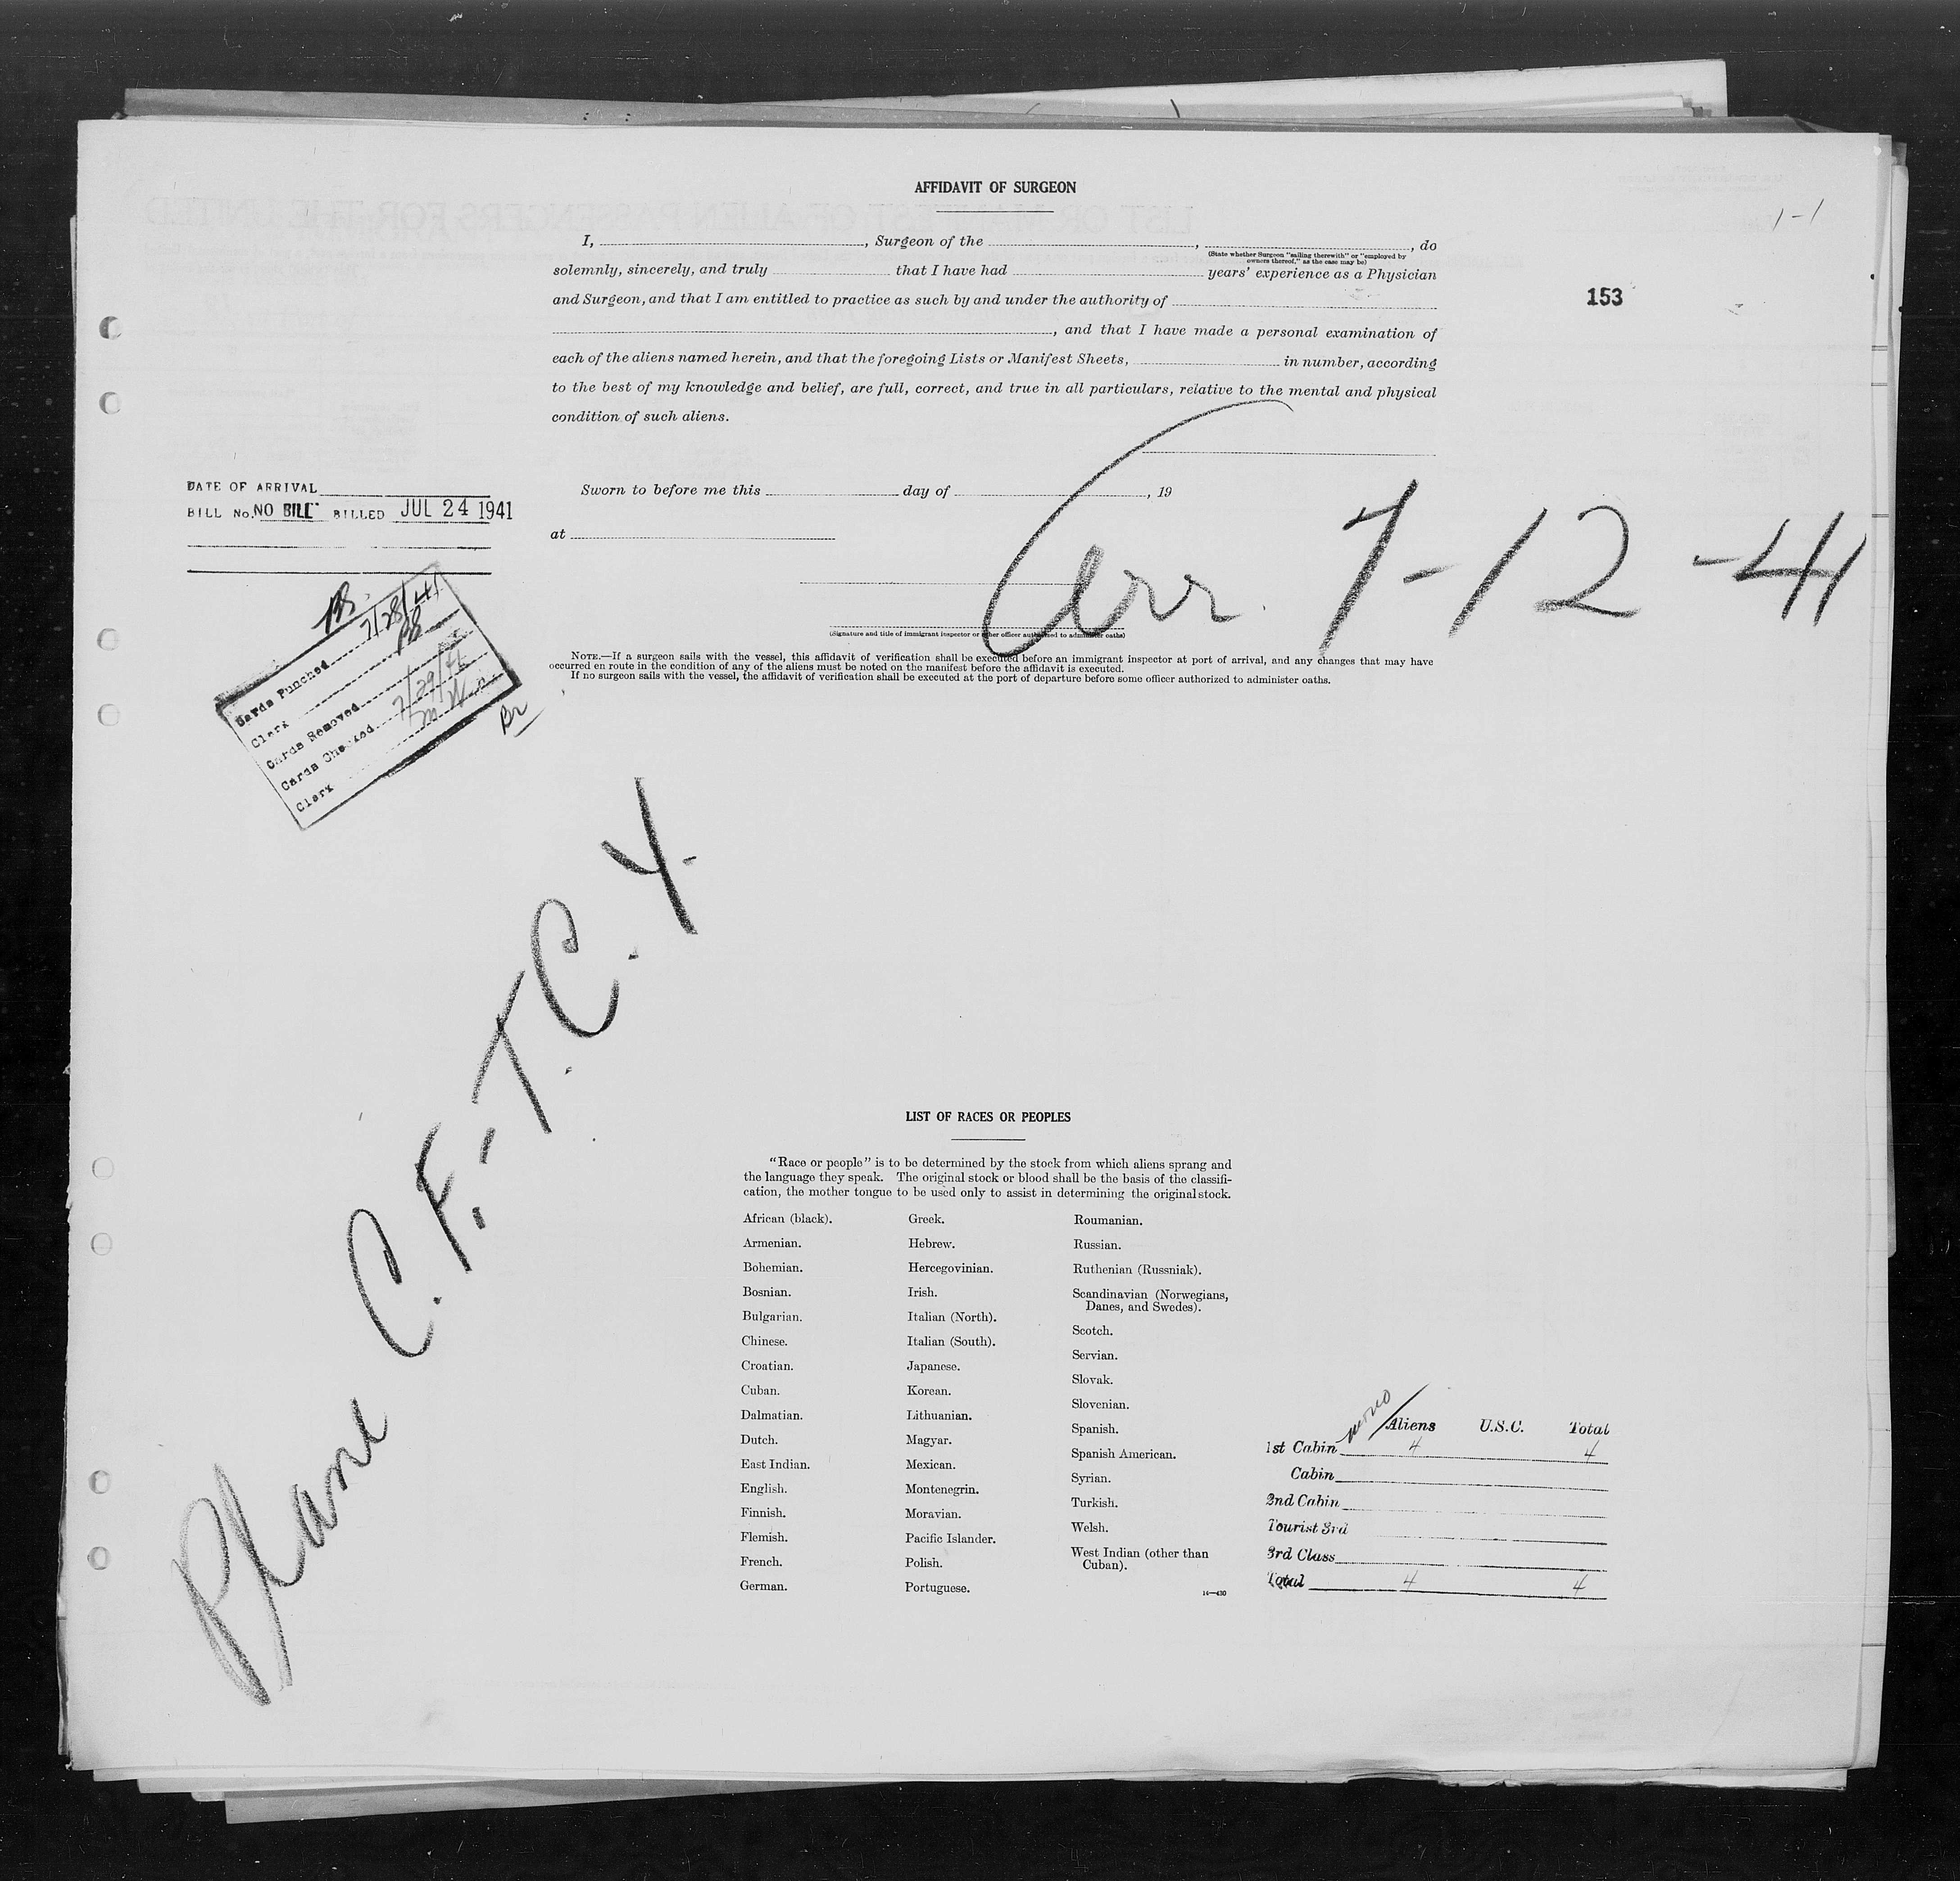 AFFIDAVIT OF SURGEON
1-1
I, , Surgeon of the , , do
(State whether Surgeon "sailing therewith" or "employed by
owners thereof," as the case may be)
solemnly, sincerely, and truly that I have had years' experience as a Physician
and Surgeon, and that I am entitled to practice as such by and under the authority of
153
, and that I have made a personal examination of
each of the aliens named herein, and that the foregoing Lists or Manifest Sheets, in number, according
to the best of my knowledge and belief, are full, correct, and true in all particulars, relative to the mental and physical
condition of such aliens.
DATE OF ARRIVAL
BILL No. NO BILL BILLED JUL 24 1941
Sworn to before me this day of , 19
at
Arr. 7-12-41
(Signature and title of immigrant inspector or other officer authorized to administer oaths)
NOTE.—If a surgeon sails with the vessel, this affidavit of verification shall be executed before an immigrant inspector at port of arrival, and any changes that may have
occurred en route in the condition of any of the aliens must be noted on the manifest before the affidavit is executed.
If no surgeon sails with the vessel, the affidavit of verification shall be executed at the port of departure before some officer authorized to administer oaths.
Cards Punched 7/28/41
Clerk
Cards Removed
Cards Checked 7/29/41
Clerk
Plane C.F.-T.C.Y.
LIST OF RACES OR PEOPLES
"Race or people" is to be determined by the stock from which aliens sprang and
the language they speak. The original stock or blood shall be the basis of the classifi-
cation, the mother tongue to be used only to assist in determining the original stock.
African (black).
Armenian.
Bohemian.
Bosnian.
Bulgarian.
Chinese.
Croatian.
Cuban.
Dalmatian.
Dutch.
East Indian.
English.
Finnish.
Flemish.
French.
German.
Greek.
Hebrew.
Hercegovinian.
Irish.
Italian (North).
Italian (South).
Japanese.
Korean.
Lithuanian.
Magyar.
Mexican.
Montenegrin.
Moravian.
Pacific Islander.
Polish.
Portuguese.
Roumanian.
Russian.
Ruthenian (Russniak).
Scandinavian (Norwegians,
Danes, and Swedes).
Scotch.
Servian.
Slovak.
Slovenian.
Spanish.
Spanish American.
Syrian.
Turkish.
Welsh.
West Indian (other than
Cuban).
14—430
Aliens U.S.C. Total
1st Cabin 4 4
Cabin
2nd Cabin
Tourist 3rd
3rd Class
Total 4 4